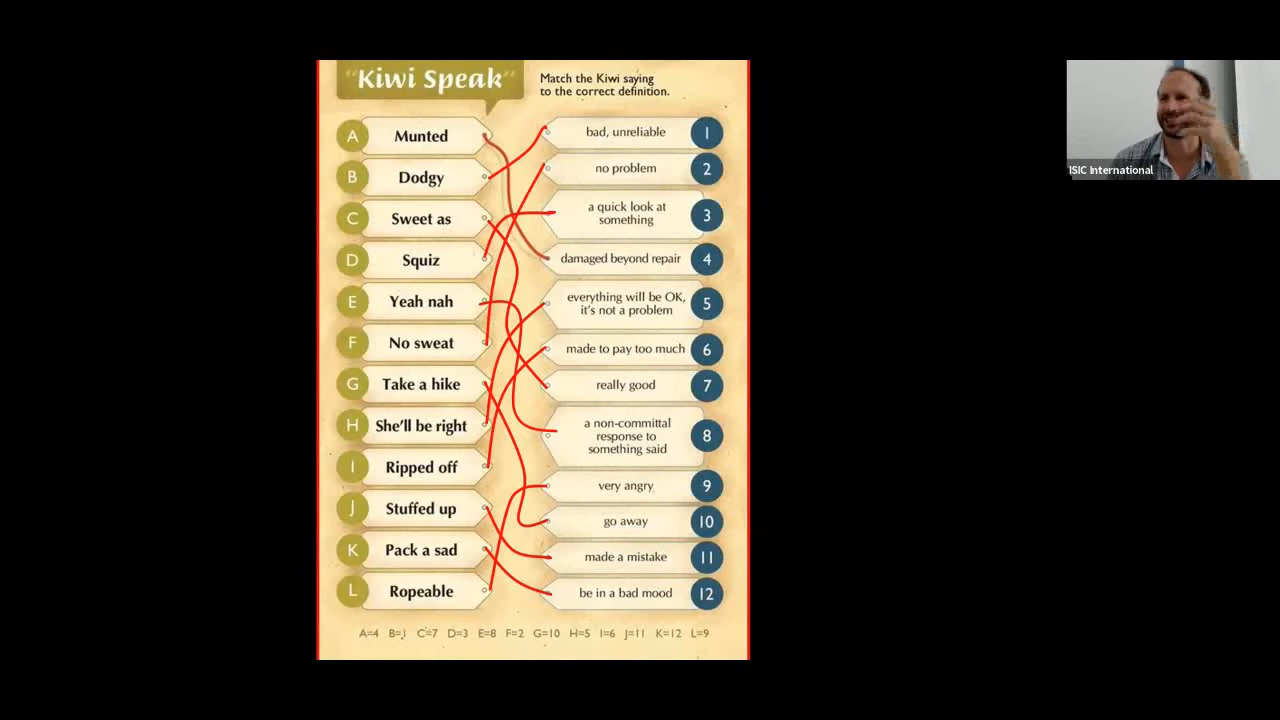 "Kiwi Speak"
Match the Kiwi saying
to the correct definition.
A Munted
B Dodgy
C Sweet as
D Squiz
E Yeah nah
F No sweat
G Take a hike
H She'll be right
I Ripped off
J Stuffed up
K Pack a sad
L Ropeable
bad, unreliable 1
no problem 2
a quick look at
something 3
damaged beyond repair 4
everything will be OK,
it's not a problem 5
made to pay too much 6
really good 7
a non-committal
response to
something said 8
very angry 9
go away 10
made a mistake 11
be in a bad mood 12
A=4 B=1 C=7 D=3 E=8 F=2 G=10 H=5 I=6 J=11 K=12 L=9
ISIC International